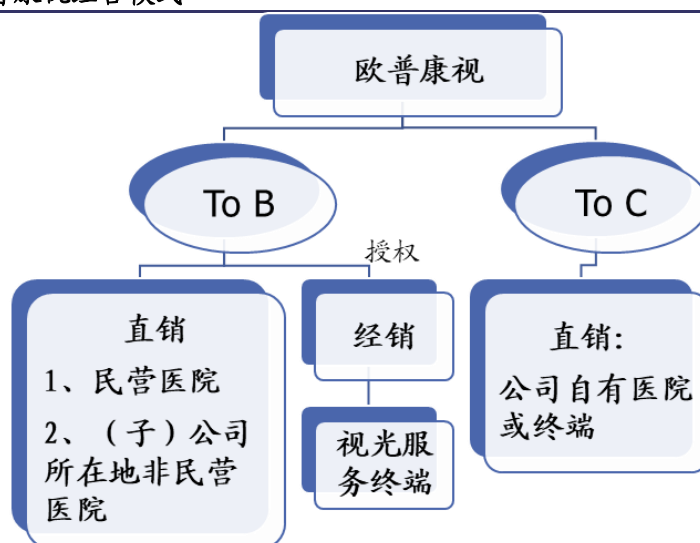 欧普康视
To B
To C
授权
直销
1、民营医院
2、（子）公司
所在地非民营
医院
经销
视光服
务终端
直销:
公司自有医院
或终端